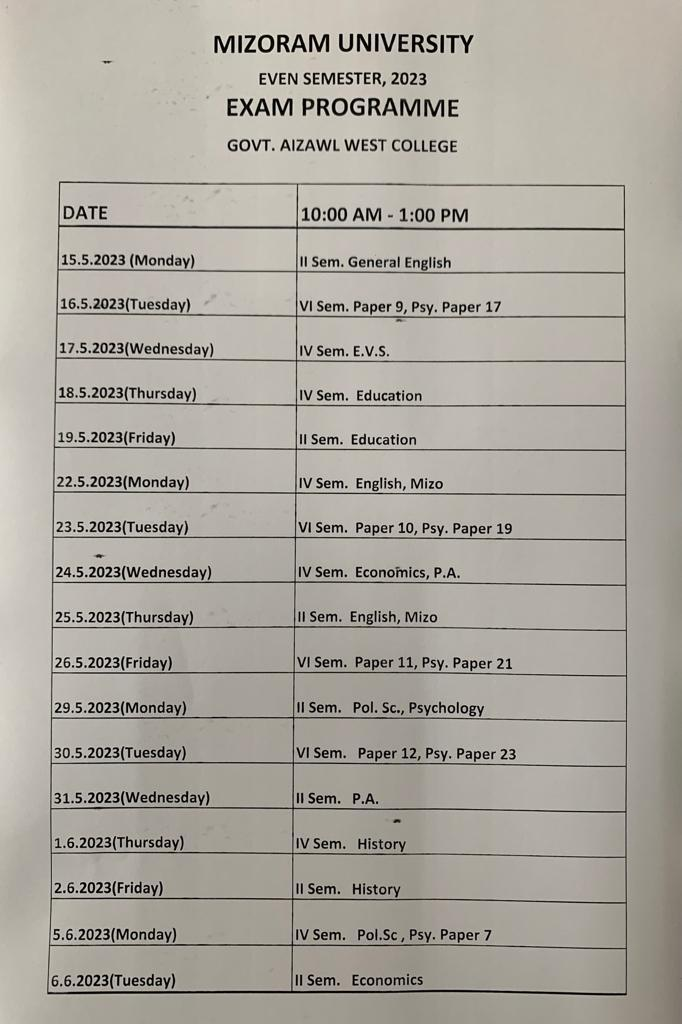 MIZORAM UNIVERSITY
EVEN SEMESTER, 2023
EXAM PROGRAMME
GOVT. AIZAWL WEST COLLEGE
DATE 10:00 AM - 1:00 PM
15.5.2023 (Monday) II Sem. General English
16.5.2023(Tuesday) VI Sem. Paper 9, Psy. Paper 17
17.5.2023(Wednesday) IV Sem. E.V.S.
18.5.2023(Thursday) IV Sem. Education
19.5.2023(Friday) II Sem. Education
22.5.2023(Monday) IV Sem. English, Mizo
23.5.2023(Tuesday) VI Sem. Paper 10, Psy. Paper 19
24.5.2023(Wednesday) IV Sem. Economics, P.A.
25.5.2023(Thursday) II Sem. English, Mizo
26.5.2023(Friday) VI Sem. Paper 11, Psy. Paper 21
29.5.2023(Monday) II Sem. Pol. Sc., Psychology
30.5.2023(Tuesday) VI Sem. Paper 12, Psy. Paper 23
31.5.2023(Wednesday) II Sem. P.A.
1.6.2023(Thursday) IV Sem. History
2.6.2023(Friday) II Sem. History
5.6.2023(Monday) IV Sem. Pol.Sc , Psy. Paper 7
6.6.2023(Tuesday) II Sem. Economics